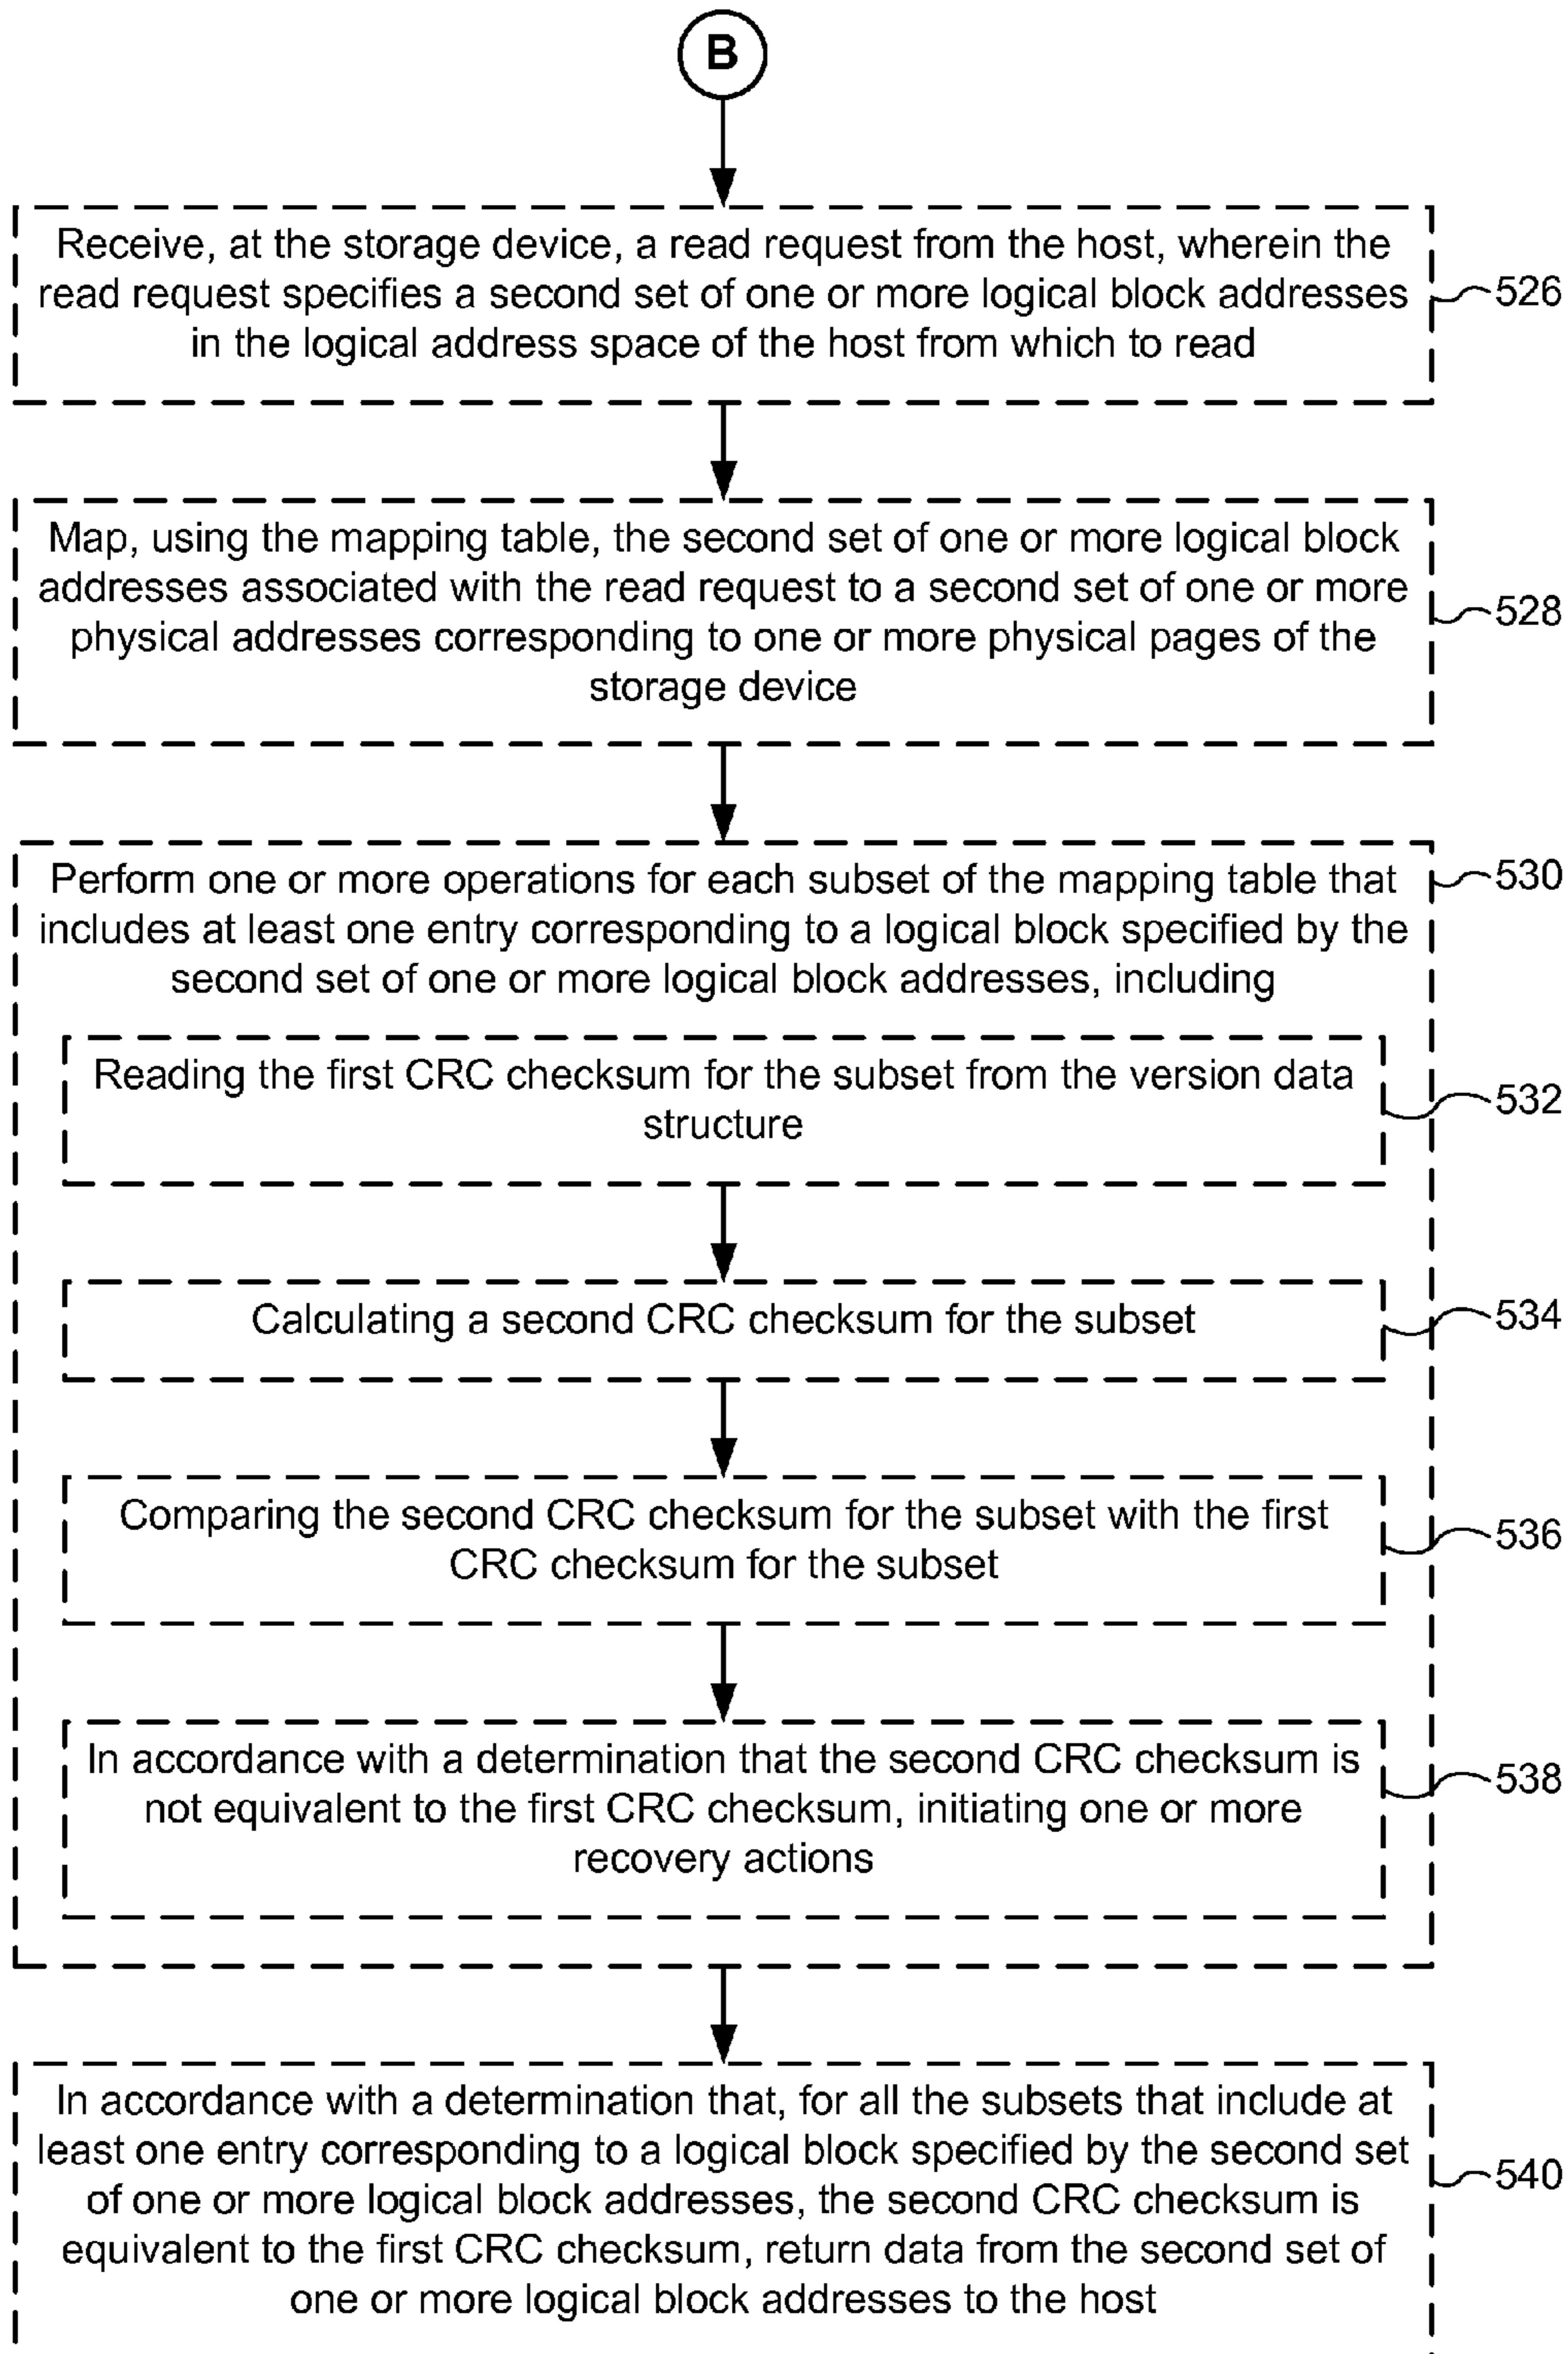 B
Receive, at the storage device, a read request from the host, wherein the
read request specifies a second set of one or more logical block addresses
in the logical address space of the host from which to read
526
Map, using the mapping table, the second set of one or more logical block
addresses associated with the read request to a second set of one or more
physical addresses corresponding to one or more physical pages of the
storage device
528
Perform one or more operations for each subset of the mapping table that
includes at least one entry corresponding to a logical block specified by the
second set of one or more logical block addresses, including
530
Reading the first CRC checksum for the subset from the version data
structure
532
Calculating a second CRC checksum for the subset
534
Comparing the second CRC checksum for the subset with the first
CRC checksum for the subset
536
In accordance with a determination that the second CRC checksum is
not equivalent to the first CRC checksum, initiating one or more
recovery actions
538
In accordance with a determination that, for all the subsets that include at
least one entry corresponding to a logical block specified by the second set
of one or more logical block addresses, the second CRC checksum is
equivalent to the first CRC checksum, return data from the second set of
one or more logical block addresses to the host
540